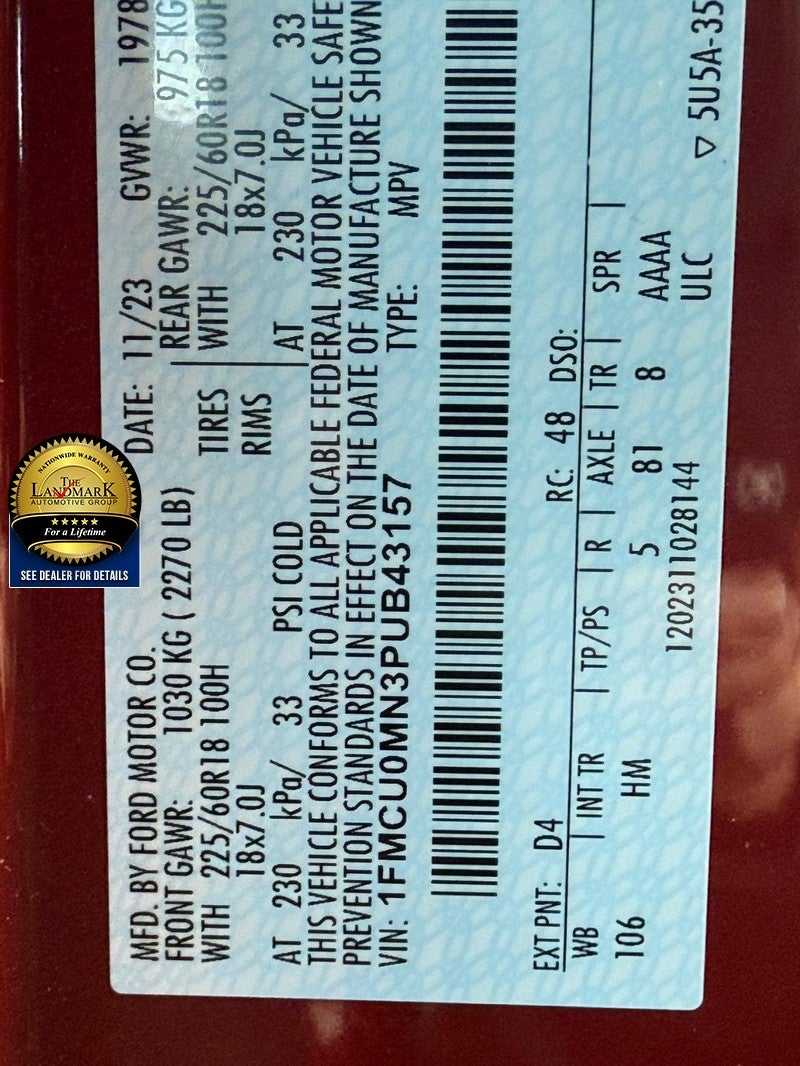 MFD. BY FORD MOTOR CO.
DATE: 11/23 GVWR: 1978
FRONT GAWR: 1030 KG ( 2270 LB)
REAR GAWR: 975 KG
WITH 225/60R18 100H TIRES WITH 225/60R18 100H
18x7.0J RIMS 18x7.0J
AT 230 kPa/ 33 PSI COLD AT 230 kPa/ 33
THIS VEHICLE CONFORMS TO ALL APPLICABLE FEDERAL MOTOR VEHICLE SAFE
PREVENTION STANDARDS IN EFFECT ON THE DATE OF MANUFACTURE SHOWN
VIN: 1FMCU0MN3PUB43157 TYPE: MPV
EXT PNT: D4 RC: 48 DSO:
WB | INT TR | TP/PS | R | AXLE | TR | SPR |
106 HM 5 81 8 AAAA
120231102814​4 ULC
▽ 5U5A-35
NATIONWIDE WARRANTY
THE
LANDMARK
AUTOMOTIVE GROUP
For a Lifetime
SEE DEALER FOR DETAILS